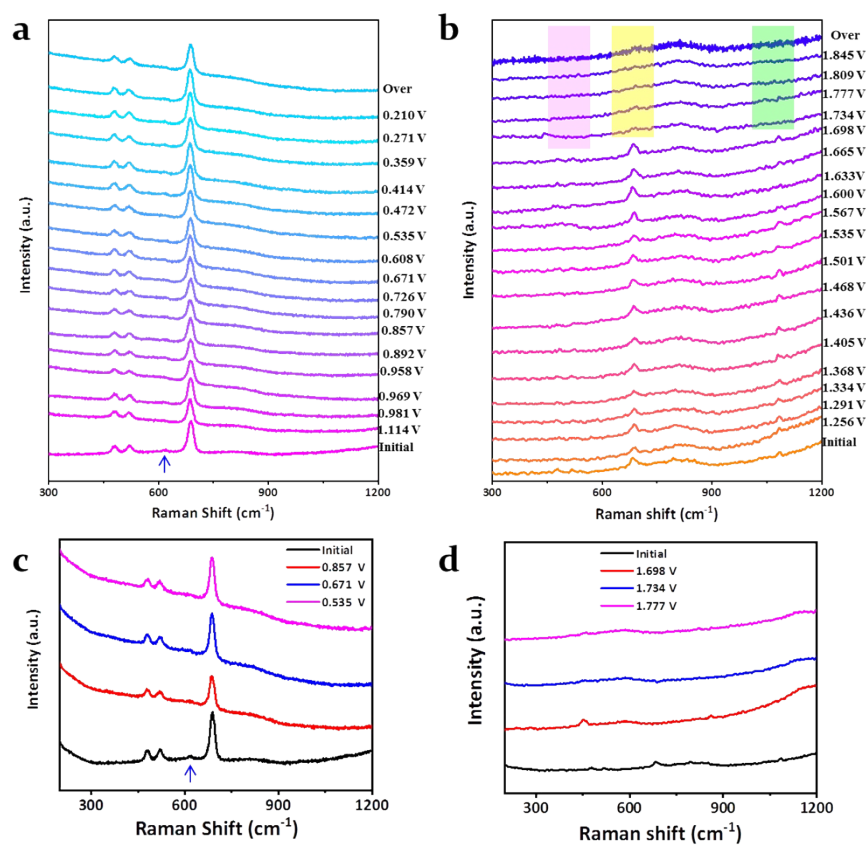 a
Over
0.210 V
0.271 V
0.359 V
0.414 V
0.472 V
0.535 V
0.608 V
0.671 V
0.726 V
0.790 V
0.857 V
0.892 V
0.958 V
0.969 V
0.981 V
1.114 V
Initial
Intensity (a.u.)
300 600 900 1200
Raman Shift (cm⁻¹)
b
Over
1.845 V
1.809 V
1.777 V
1.734 V
1.698 V
1.665 V
1.633V
1.600 V
1.567 V
1.535 V
1.501 V
1.468 V
1.436 V
1.405 V
1.368 V
1.334 V
1.291 V
1.256 V
Initial
Intensity (a.u.)
300 600 900 1200
Raman shift (cm⁻¹)
c
Initial
0.857 V
0.671 V
0.535 V
Intensity (a.u.)
300 600 900 1200
Raman Shift (cm⁻¹)
d
Initial
1.698 V
1.734 V
1.777 V
Intensity (a.u.)
300 600 900 1200
Raman shift (cm⁻¹)